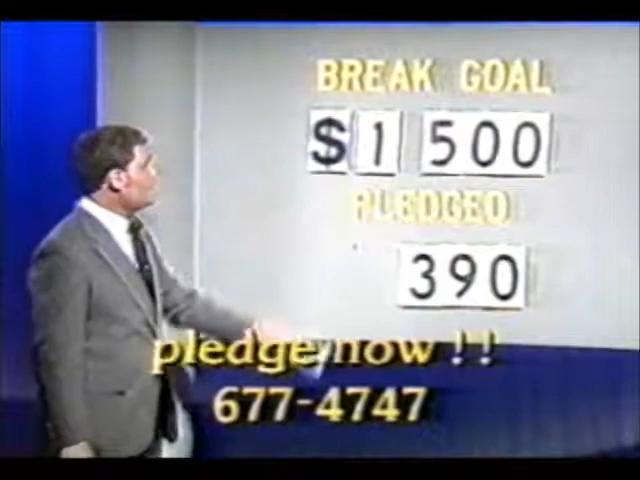 BREAK GOAL
$1 500
PLEDGED
390
pledge now !!
677-4747